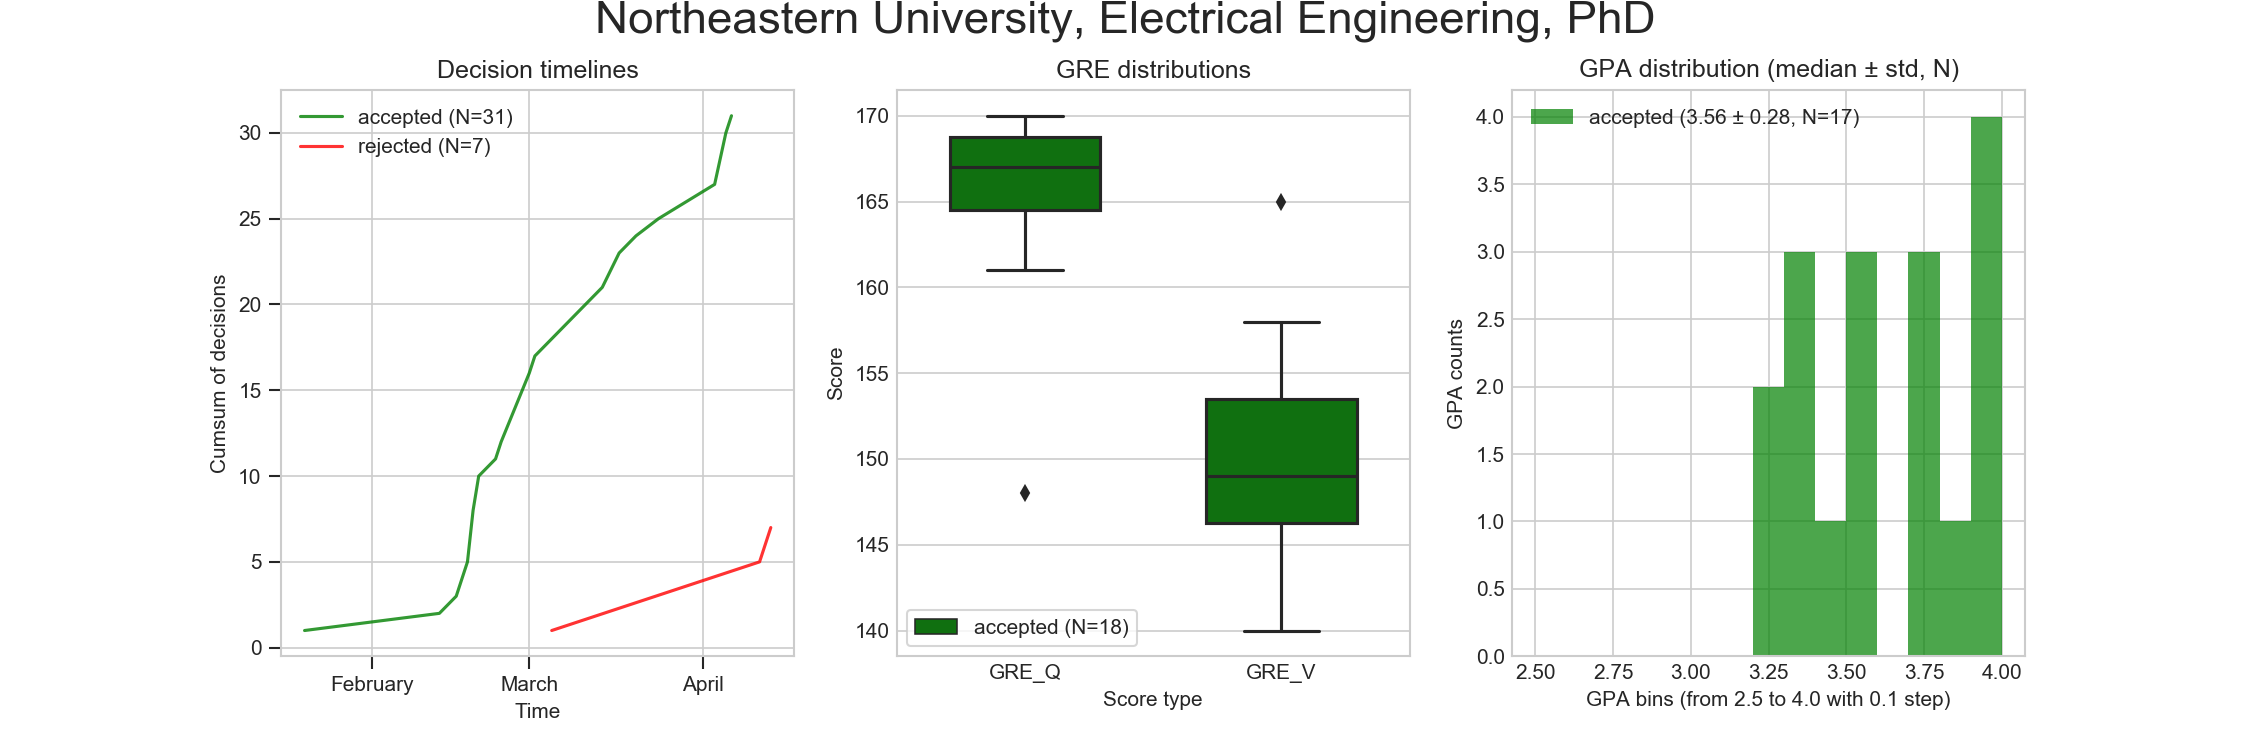 Northeastern University, Electrical Engineering, PhD
Decision timelines
accepted (N=31)
rejected (N=7)
30
25
20
15
10
5
0
Cumsum of decisions
February
March
April
Time
GRE distributions
170
165
160
155
150
145
140
Score
accepted (N=18)
GRE_Q
GRE_V
Score type
GPA distribution (median ± std, N)
accepted (3.56 ± 0.28, N=17)
4.0
3.5
3.0
2.5
2.0
1.5
1.0
0.5
0.0
GPA counts
2.50
2.75
3.00
3.25
3.50
3.75
4.00
GPA bins (from 2.5 to 4.0 with 0.1 step)